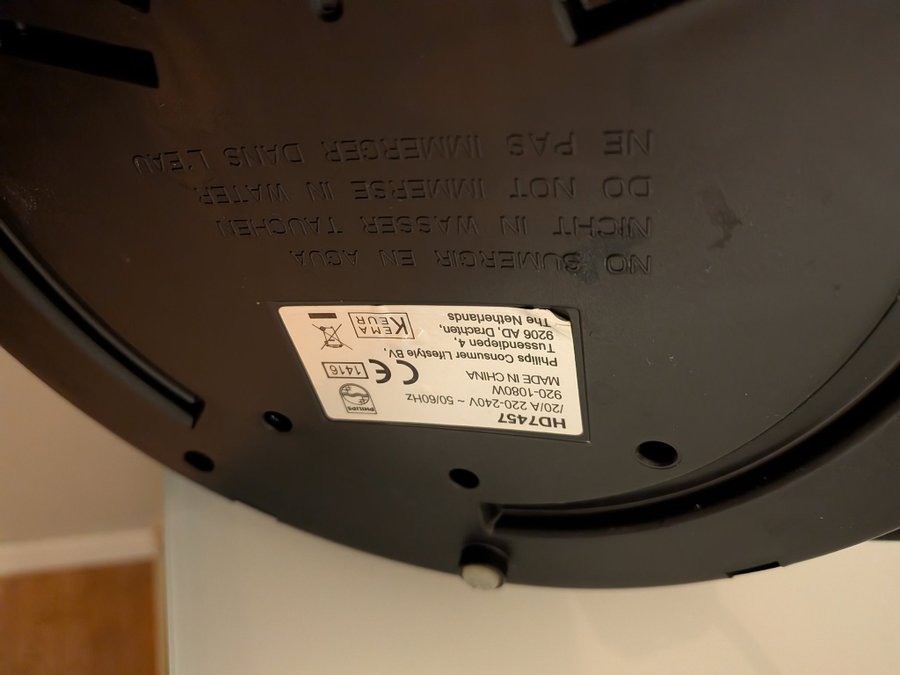 HD7457
/20/A 220-240V ~ 50/60Hz
920-1080W
MADE IN CHINA
PHILIPS
CE 1416
Philips Consumer Lifestyle BV,
Tussendiepen 4,
9206 AD, Drachten,
The Netherlands
KEMA
EUR
NO SUMERGIR EN AGUA
NICHT IN WASSER TAUCHEN
DO NOT IMMERSE IN WATER
NE PAS IMMERGER DANS L'EAU